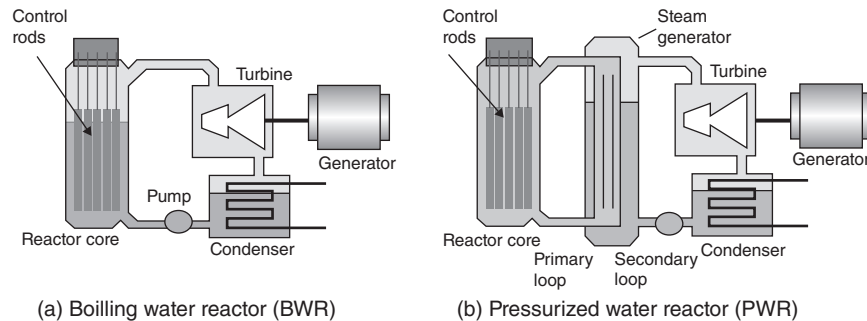 Control
rods
Turbine
Generator
Pump
Reactor core
Condenser
(a) Boilling water reactor (BWR)
Control
rods
Steam
generator
Turbine
Generator
Reactor core
Primary
loop
Secondary
loop
Condenser
(b) Pressurized water reactor (PWR)